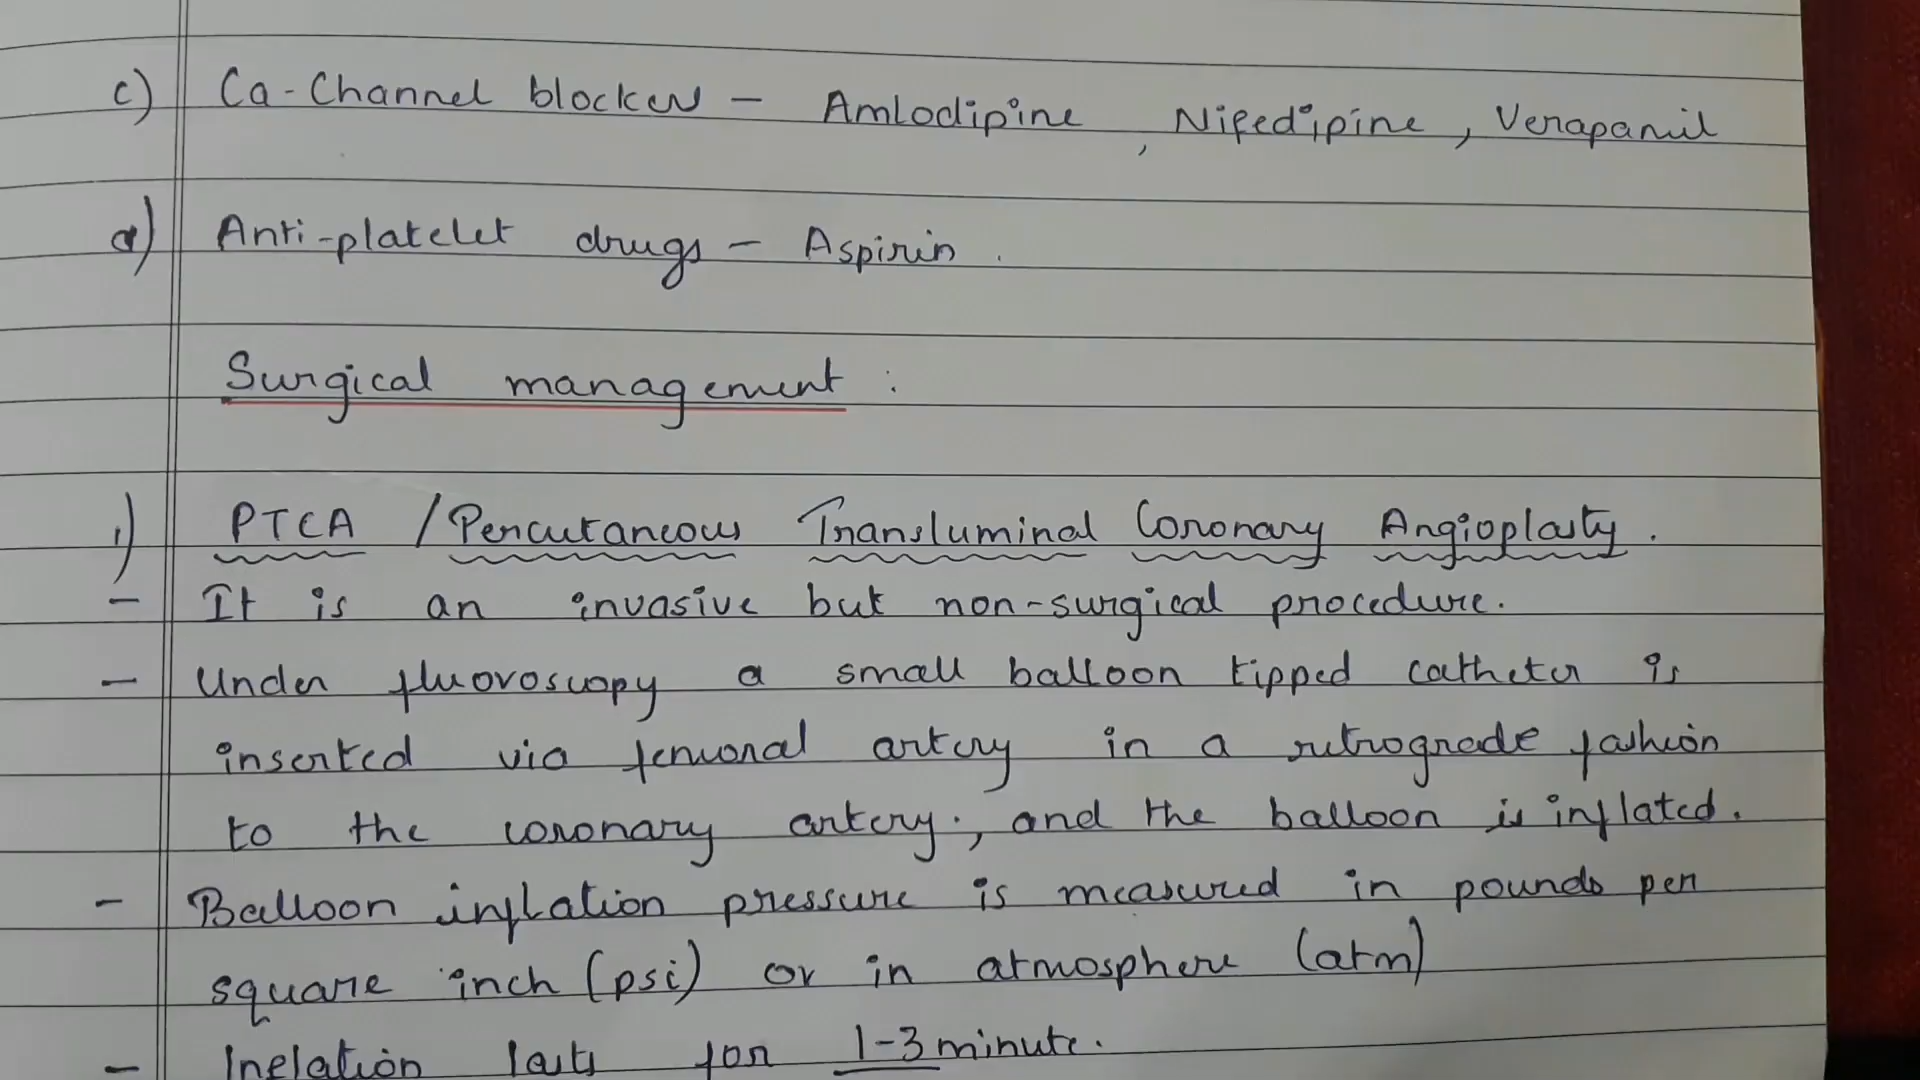 c) Ca-Channel blocker - Amlodipine, Nifedipine, Verapamil
d) Anti-platelet drugs - Aspirin.
Surgical management:
1) PTCA / Percutaneous Transluminal Coronary Angioplasty.
- It is an invasive but non-surgical procedure.
- Under fluoroscopy a small balloon tipped catheter is
inserted via femoral artery in a retrograde fashion
to the coronary artery., and the balloon is inflated.
- Balloon inflation pressure is measured in pounds per
square inch (psi) or in atmosphere (atm)
- Inflation lasts for 1-3 minute.